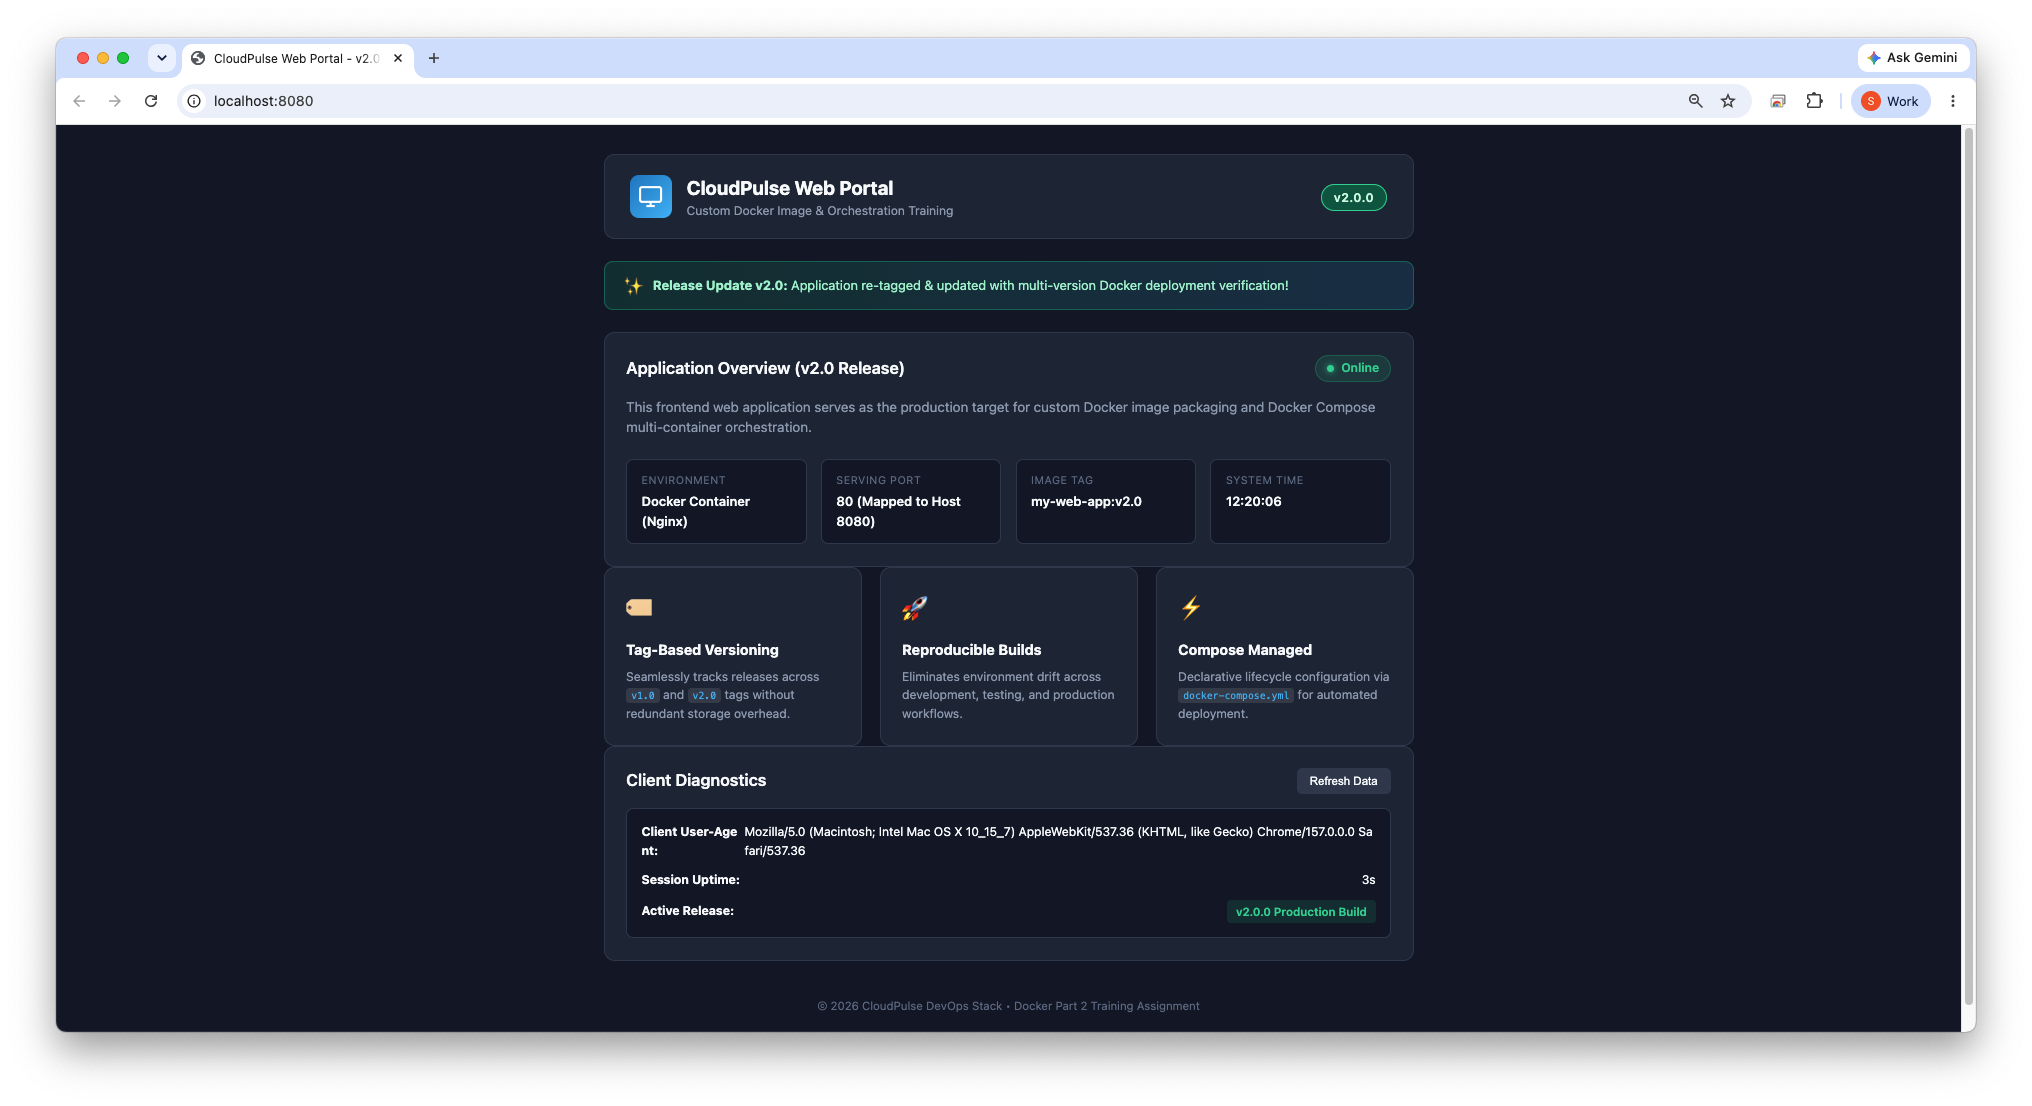 CloudPulse Web Portal - v2.0
Ask Gemini
localhost:8080
S Work
CloudPulse Web Portal
Custom Docker Image & Orchestration Training
v2.0.0
Release Update v2.0: Application re-tagged & updated with multi-version Docker deployment verification!
Application Overview (v2.0 Release)
Online
This frontend web application serves as the production target for custom Docker image packaging and Docker Compose
multi-container orchestration.
ENVIRONMENT
Docker Container
(Nginx)
SERVING PORT
80 (Mapped to Host
8080)
IMAGE TAG
my-web-app:v2.0
SYSTEM TIME
12:20:06
Tag-Based Versioning
Seamlessly tracks releases across
v1.0 and v2.0 tags without
redundant storage overhead.
Reproducible Builds
Eliminates environment drift across
development, testing, and production
workflows.
Compose Managed
Declarative lifecycle configuration via
docker-compose.yml for automated
deployment.
Client Diagnostics
Refresh Data
Client User-Age
nt:
Mozilla/5.0 (Macintosh; Intel Mac OS X 10_15_7) AppleWebKit/537.36 (KHTML, like Gecko) Chrome/157.0.0.0 Sa
fari/537.36
Session Uptime:
3s
Active Release:
v2.0.0 Production Build
© 2026 CloudPulse DevOps Stack • Docker Part 2 Training Assignment